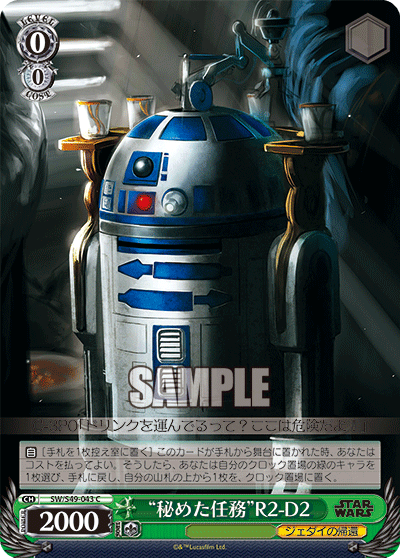 LEVEL
0
0
COST
SAMPLE
C-3PO「ドリンクを運んでるって？ここは危険だぞ」
【自】［手札を1枚控え室に置く］ このカードが手札から舞台に置かれた時、あなたは
コストを払ってよい。そうしたら、あなたは自分のクロック置場の緑のキャラを
1枚選び、手札に戻し、自分の山札の上から1枚を、クロック置場に置く。
CH SW/S49-043 C
2000
“秘めた任務”R2-D2
STAR WARS
ジェダイの帰還
©&™Lucasfilm Ltd.